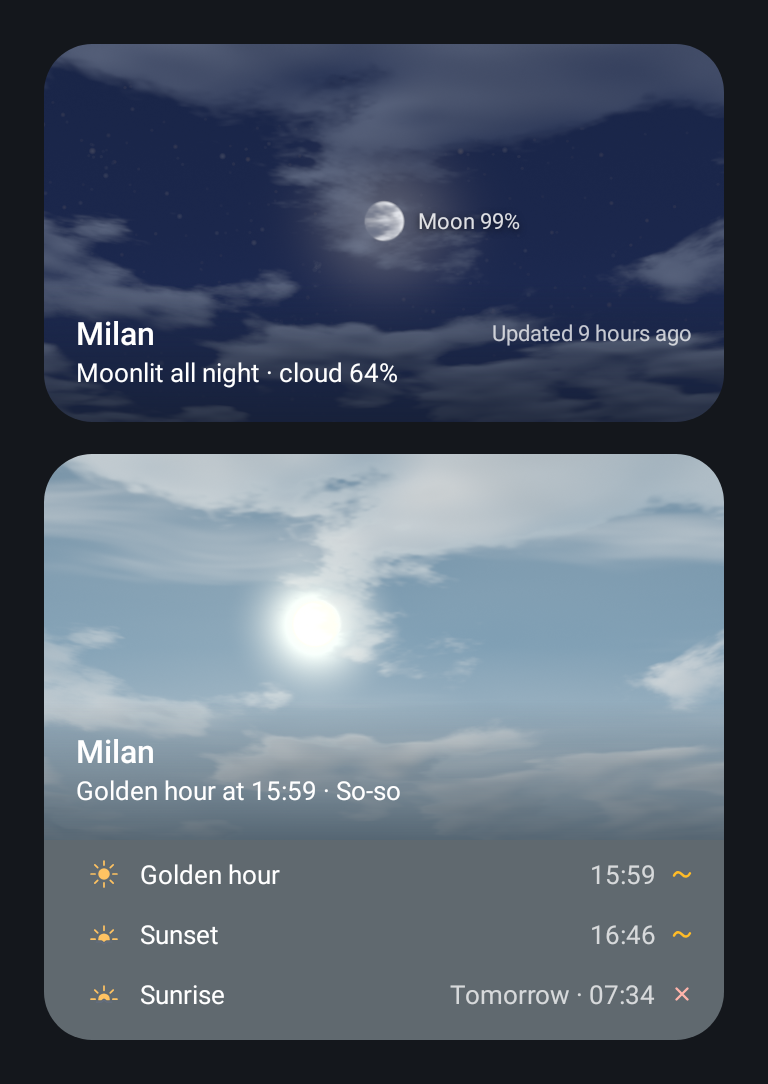 Moon 99%
Milan
Updated 9 hours ago
Moonlit all night · cloud 64%
Milan
Golden hour at 15:59 · So-so
Golden hour 15:59 ~
Sunset 16:46 ~
Sunrise Tomorrow · 07:34 ×